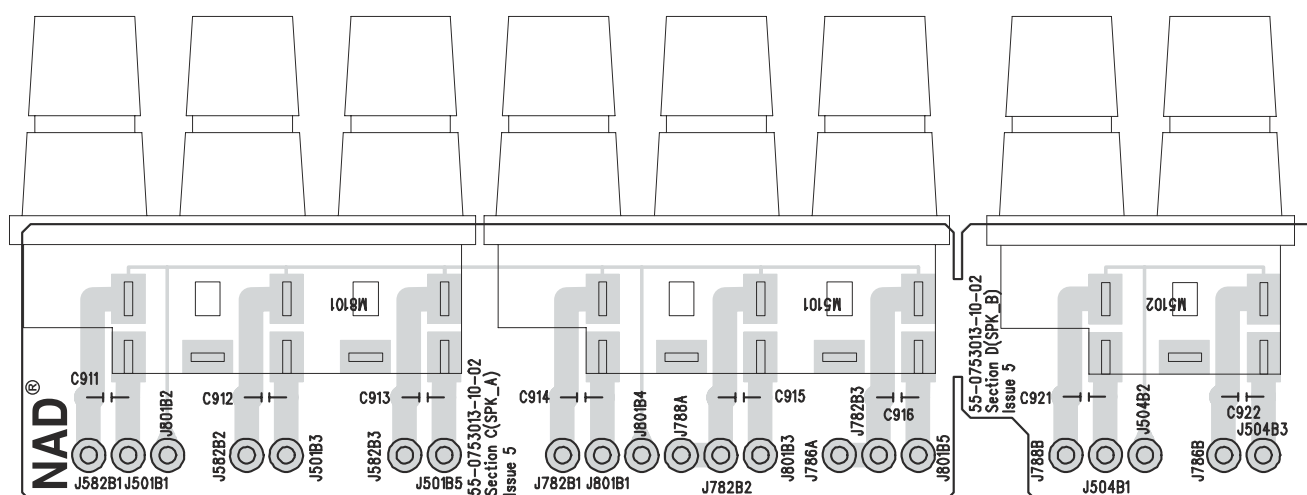 M8101
M5101
M5102
NAD®
C911
J801B2
C912
C913
55-0753013-10-02
Section C(SPK_A)
Issue 5
C914
J801B4
J788A
C915
J782B3
C916
55-0753013-10-02
Section D(SPK_B)
Issue 5
C921
J504B2
C922
J504B3
J582B1
J501B1
J582B2
J501B3
J582B3
J501B5
J782B1
J801B1
J782B2
J801B3
J786A
J801B5
J788B
J504B1
J786B